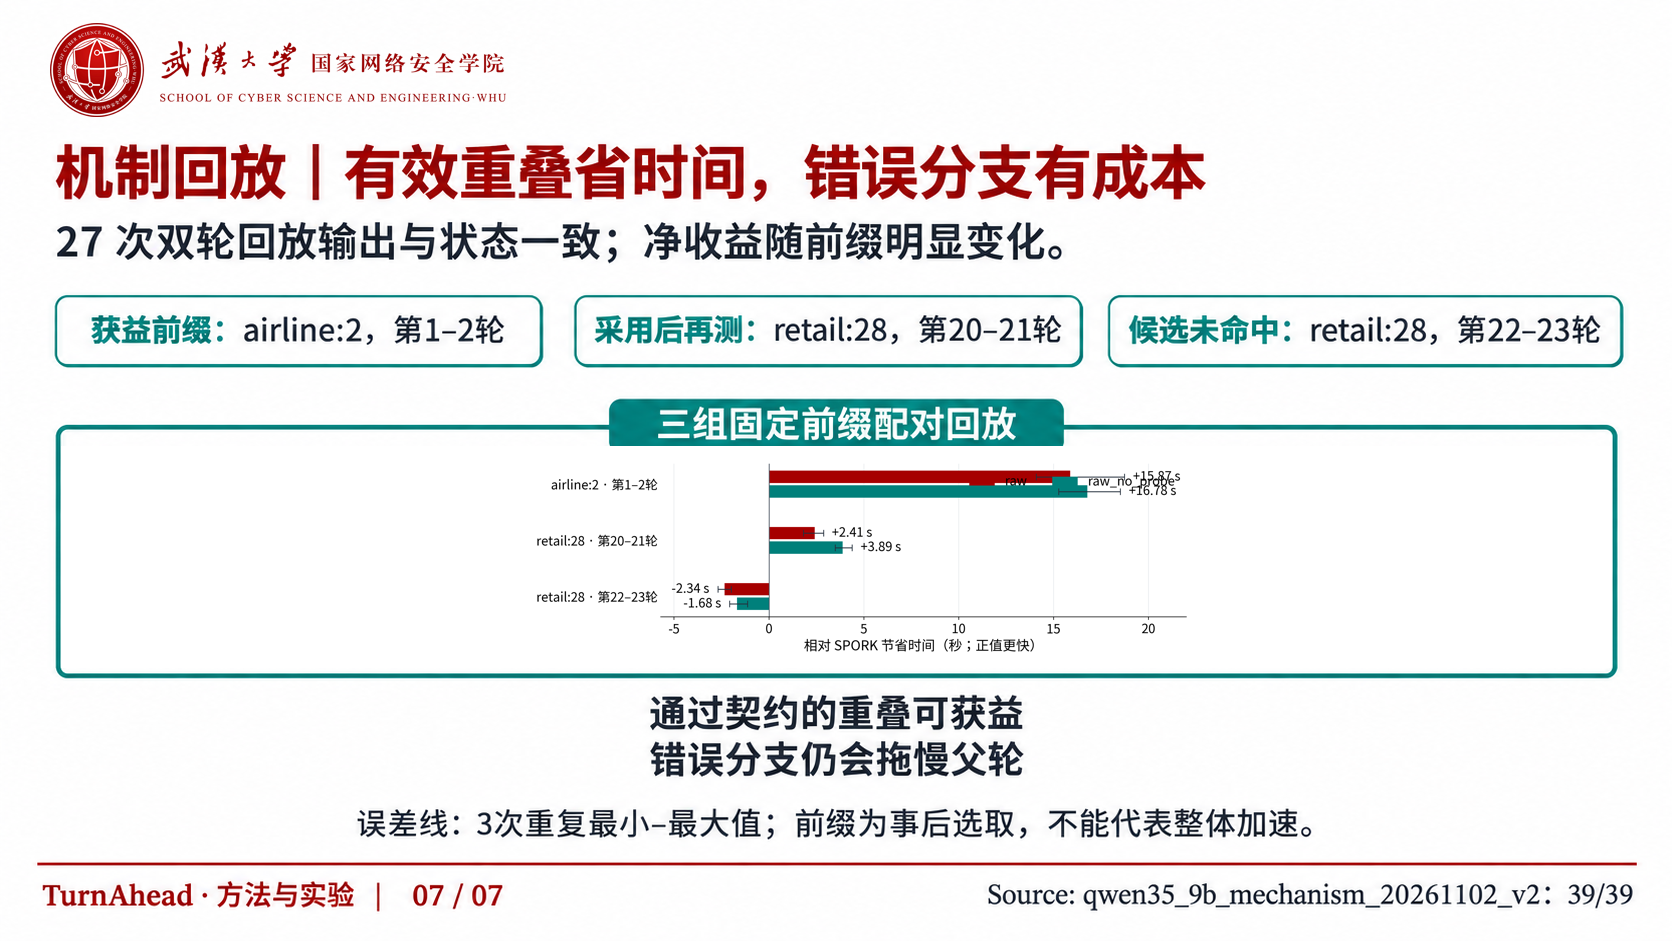 武漢大学 国家网络安全学院
SCHOOL OF CYBER SCIENCE AND ENGINEERING·WHU
机制回放｜有效重叠省时间，错误分支有成本
27 次双轮回放输出与状态一致；净收益随前缀明显变化。
获益前缀：airline:2，第1–2轮
采用后再测：retail:28，第20–21轮
候选未命中：retail:28，第22–23轮
三组固定前缀配对回放
airline:2 · 第1–2轮
+15.87 s
raw
raw_no_probe
+16.78 s
retail:28 · 第20–21轮
+2.41 s
+3.89 s
retail:28 · 第22–23轮
-2.34 s
-1.68 s
-5 0 5 10 15 20
相对 SPORK 节省时间（秒；正值更快）
通过契约的重叠可获益
错误分支仍会拖慢父轮
误差线：3次重复最小–最大值；前缀为事后选取，不能代表整体加速。
TurnAhead · 方法与实验 | 07 / 07
Source: qwen35_9b_mechanism_20261102_v2：39/39